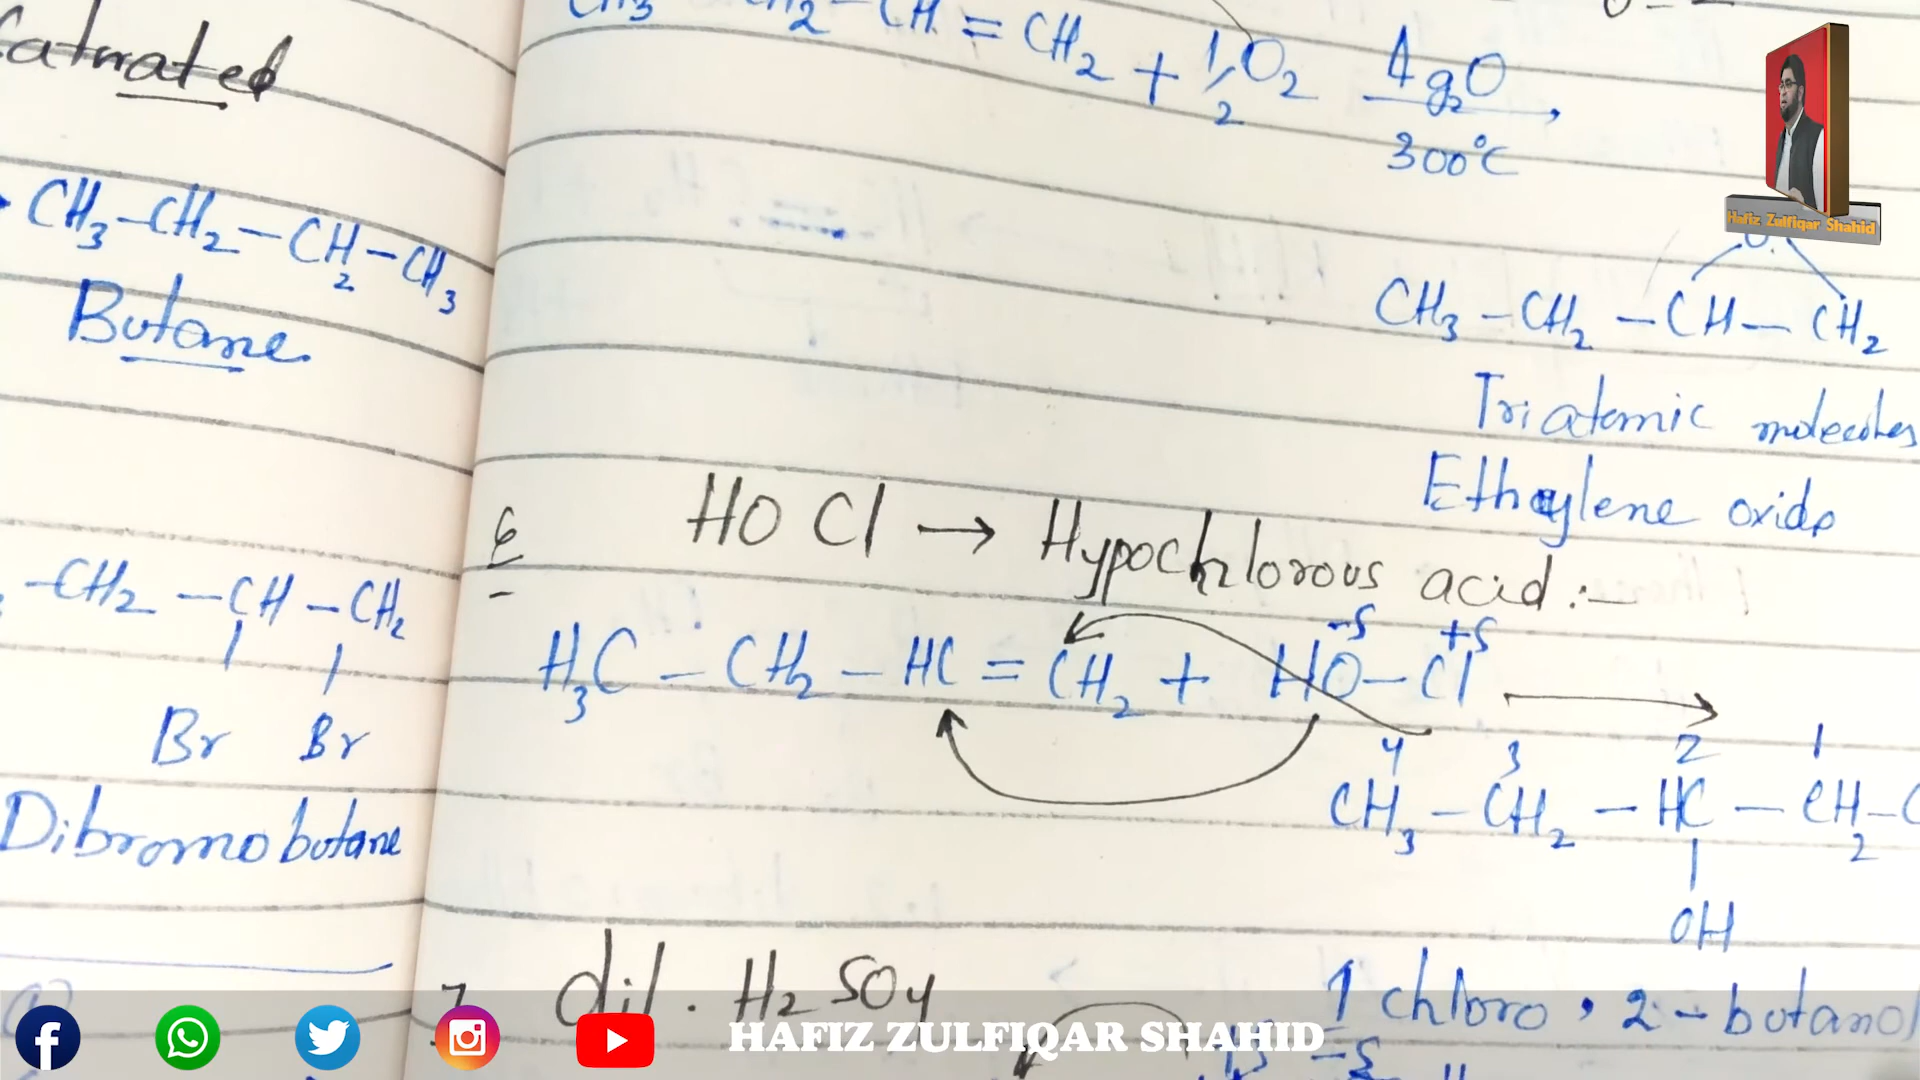 Caturated
CH3-CH2-CH2-CH3
Butane
-CH2-CH-CH2
Br Br
Dibromobutane
CH3 CH2-CH=CH2+1/2O2 Ag2O
300°C
CH3-CH2-CH-CH2
Triatomic molecules
Ethylene oxide
6 HOCl → Hypochlorous acid:-
-δ +δ
H3C-CH2-HC=CH2+HO-Cl →
4 3 2 1
CH3-CH2-HC-CH2-C
OH
1 chloro, 2-butanol
7 dil. H2SO4
-δ
Hafiz Zulfiqar Shahid
HAFIZ ZULFIQAR SHAHID